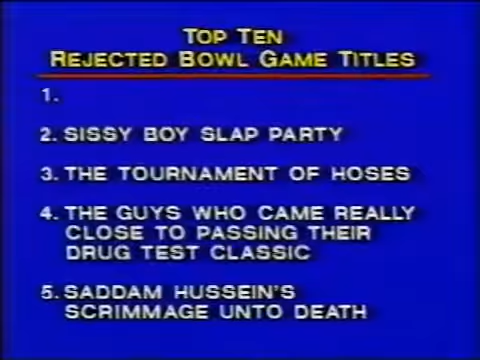 TOP TEN
REJECTED BOWL GAME TITLES
1.
2. SISSY BOY SLAP PARTY
3. THE TOURNAMENT OF HOSES
4. THE GUYS WHO CAME REALLY
CLOSE TO PASSING THEIR
DRUG TEST CLASSIC
5. SADDAM HUSSEIN'S
SCRIMMAGE UNTO DEATH